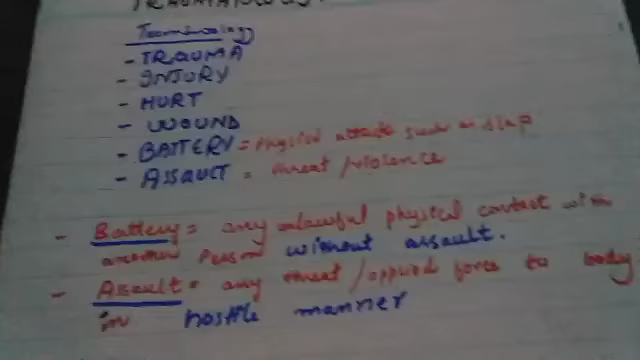 TRAUMATOLOGY
Terminology
- TRAUMA
- INJURY
- HURT
- WOUND
- BATTERY = Physical attack such as slap
- ASSAULT = threat violence
- Battery = any unlawful physical contact with
another person without assault.
- Assault = any threat/applied force to body
in hostle manner